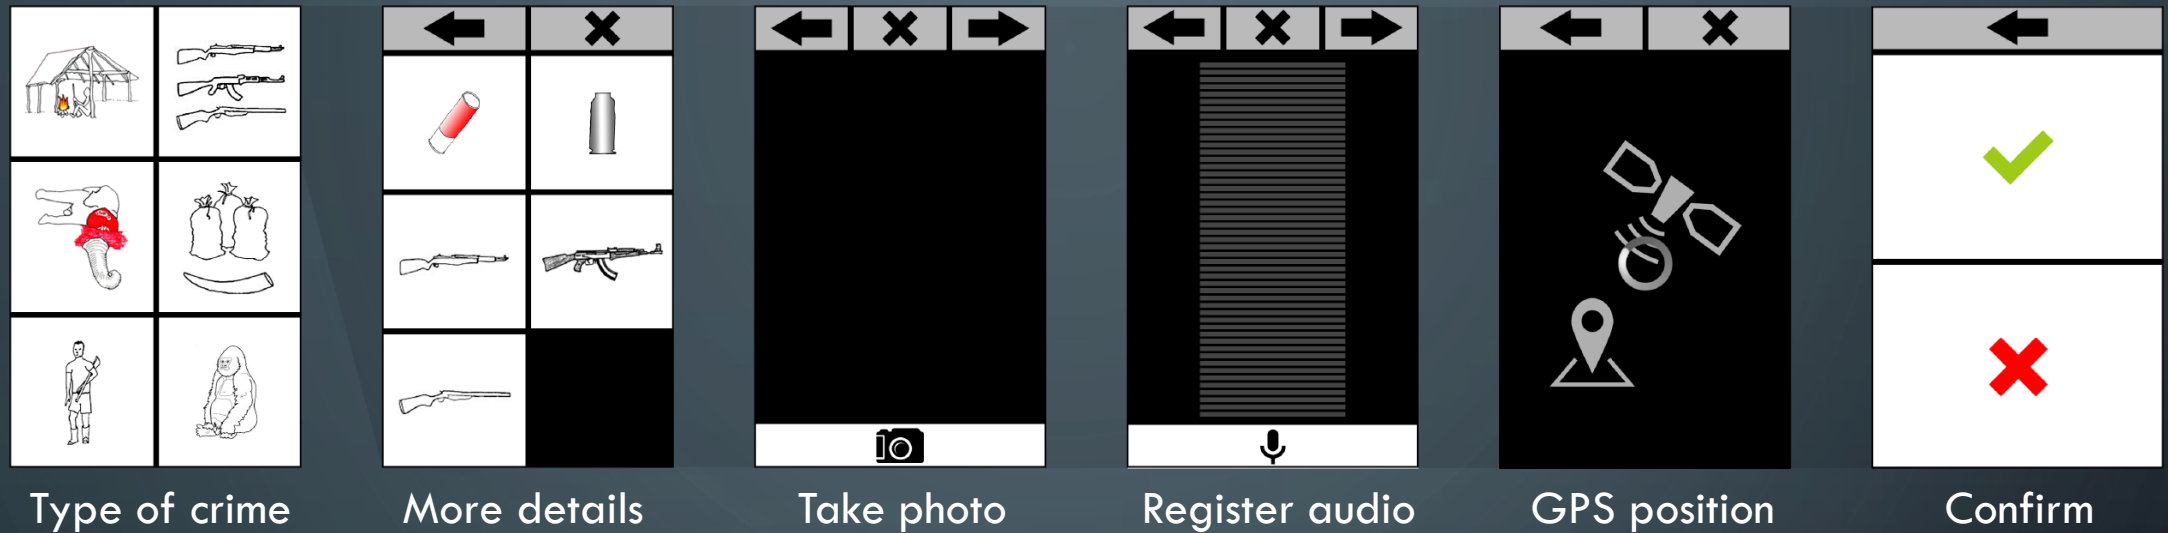 Type of crime
More details
Take photo
Register audio
GPS position
Confirm